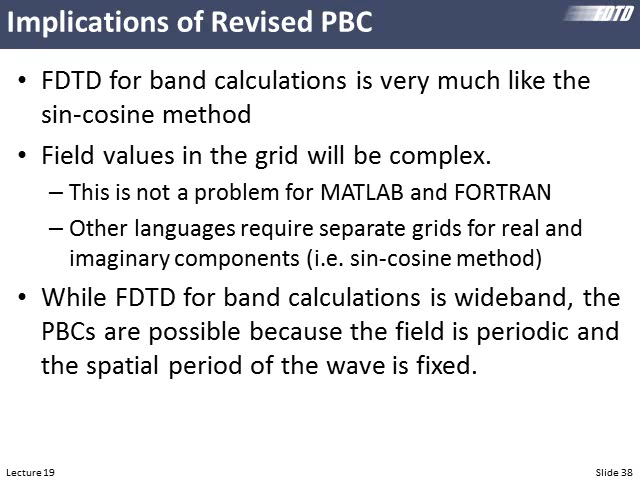 Implications of Revised PBC
FDTD
• FDTD for band calculations is very much like the
sin-cosine method
• Field values in the grid will be complex.
– This is not a problem for MATLAB and FORTRAN
– Other languages require separate grids for real and
imaginary components (i.e. sin-cosine method)
• While FDTD for band calculations is wideband, the
PBCs are possible because the field is periodic and
the spatial period of the wave is fixed.
Lecture 19
Slide 38